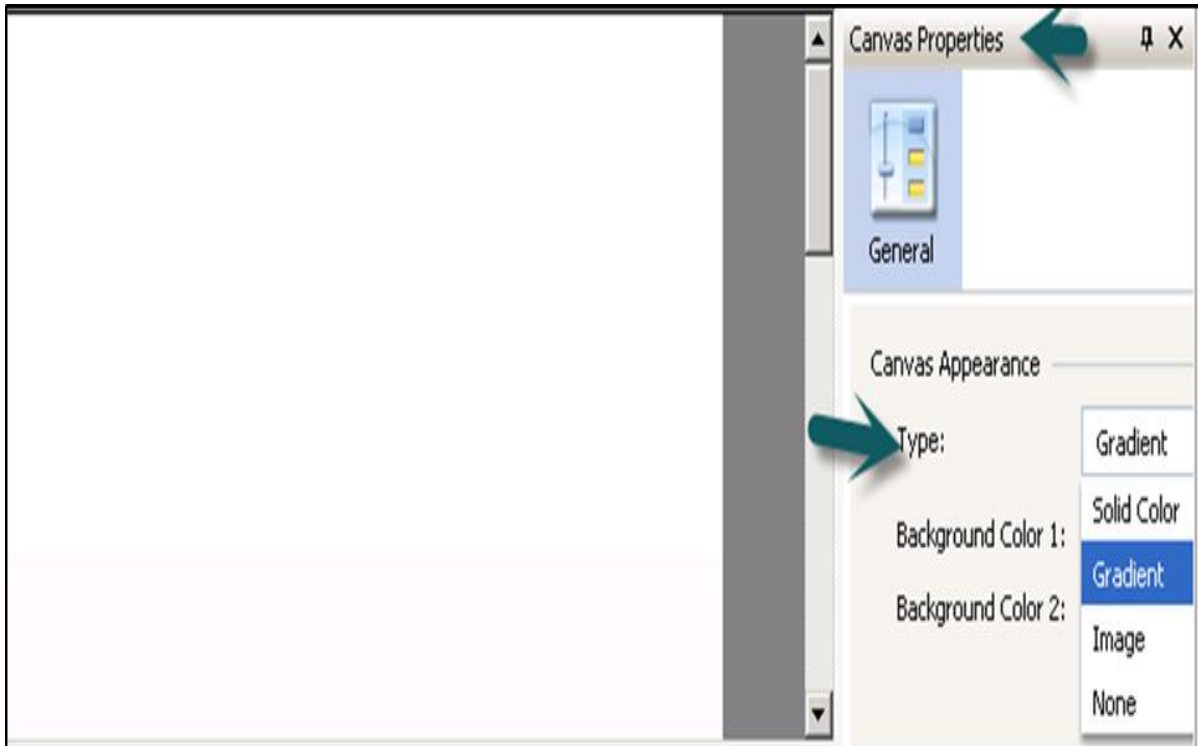 Canvas Properties
General
Canvas Appearance
Type:
Gradient
Solid Color
Background Color 1:
Gradient
Background Color 2:
Image
None